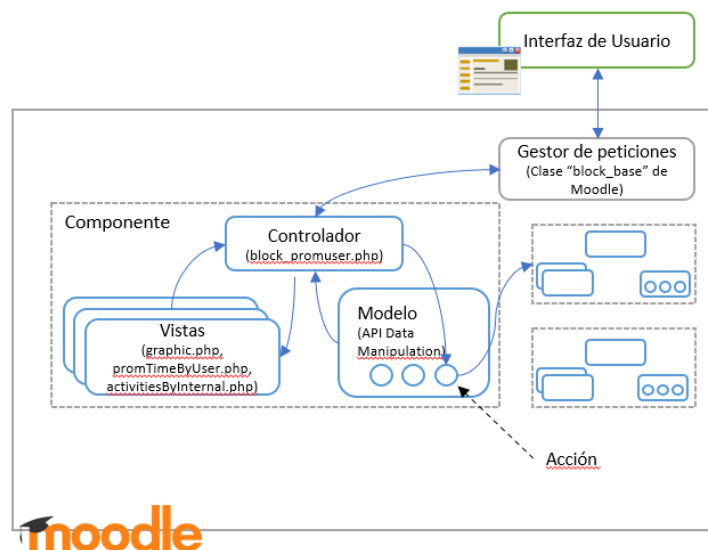 Interfaz de Usuario
Gestor de peticiones
(Clase “block_base” de
Moodle)
Componente
Controlador
(block_promuser.php)
Modelo
(API Data
Manipulation)
Vistas
(graphic.php,
promTimeByUser.php,
activitiesByInternal.php)
Acción
moodle